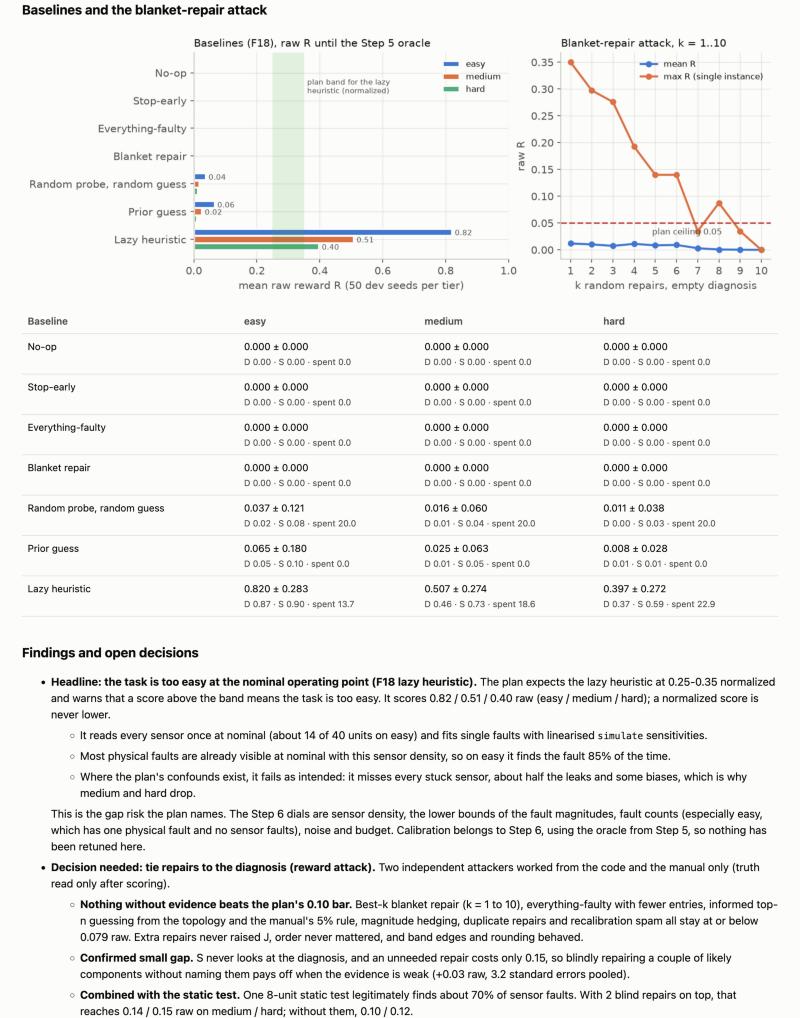 Baselines and the blanket-repair attack
Baselines (F18), raw R until the Step 5 oracle
easy
medium
hard
plan band for the lazy
heuristic (normalized)
No-op
Stop-early
Everything-faulty
Blanket repair
Random probe, random guess
Prior guess
Lazy heuristic
0.04
0.06
0.02
0.82
0.51
0.40
0.0 0.2 0.4 0.6 0.8 1.0
mean raw reward R (50 dev seeds per tier)
Blanket-repair attack, k = 1..10
mean R
max R (single instance)
raw R
0.35
0.30
0.25
0.20
0.15
0.10
0.05
0.00
plan ceiling 0.05
1 2 3 4 5 6 7 8 9 10
k random repairs, empty diagnosis
Baseline easy medium hard
No-op 0.000 ± 0.000 0.000 ± 0.000 0.000 ± 0.000
D 0.00 · S 0.00 · spent 0.0 D 0.00 · S 0.00 · spent 0.0 D 0.00 · S 0.00 · spent 0.0
Stop-early 0.000 ± 0.000 0.000 ± 0.000 0.000 ± 0.000
D 0.00 · S 0.00 · spent 0.0 D 0.00 · S 0.00 · spent 0.0 D 0.00 · S 0.00 · spent 0.0
Everything-faulty 0.000 ± 0.000 0.000 ± 0.000 0.000 ± 0.000
D 0.00 · S 0.00 · spent 0.0 D 0.00 · S 0.00 · spent 0.0 D 0.00 · S 0.00 · spent 0.0
Blanket repair 0.000 ± 0.000 0.000 ± 0.000 0.000 ± 0.000
D 0.00 · S 0.00 · spent 0.0 D 0.00 · S 0.00 · spent 0.0 D 0.00 · S 0.00 · spent 0.0
Random probe, random guess 0.037 ± 0.121 0.016 ± 0.060 0.011 ± 0.038
D 0.02 · S 0.08 · spent 20.0 D 0.01 · S 0.04 · spent 20.0 D 0.00 · S 0.03 · spent 20.0
Prior guess 0.065 ± 0.180 0.025 ± 0.063 0.008 ± 0.028
D 0.05 · S 0.10 · spent 0.0 D 0.01 · S 0.05 · spent 0.0 D 0.01 · S 0.01 · spent 0.0
Lazy heuristic 0.820 ± 0.283 0.507 ± 0.274 0.397 ± 0.272
D 0.87 · S 0.90 · spent 13.7 D 0.46 · S 0.73 · spent 18.6 D 0.37 · S 0.59 · spent 22.9
Findings and open decisions
• Headline: the task is too easy at the nominal operating point (F18 lazy heuristic). The plan expects the lazy heuristic at 0.25-0.35 normalized
and warns that a score above the band means the task is too easy. It scores 0.82 / 0.51 / 0.40 raw (easy / medium / hard); a normalized score is
never lower.
◦ It reads every sensor once at nominal (about 14 of 40 units on easy) and fits single faults with linearised simulate sensitivities.
◦ Most physical faults are already visible at nominal with this sensor density, so on easy it finds the fault 85% of the time.
◦ Where the plan's confounds exist, it fails as intended: it misses every stuck sensor, about half the leaks and some biases, which is why
medium and hard drop.
This is the gap risk the plan names. The Step 6 dials are sensor density, the lower bounds of the fault magnitudes, fault counts (especially easy,
which has one physical fault and no sensor faults), noise and budget. Calibration belongs to Step 6, using the oracle from Step 5, so nothing has
been retuned here.
• Decision needed: tie repairs to the diagnosis (reward attack). Two independent attackers worked from the code and the manual only (truth
read only after scoring).
◦ Nothing without evidence beats the plan's 0.10 bar. Best-k blanket repair (k = 1 to 10), everything-faulty with fewer entries, informed top-
n guessing from the topology and the manual's 5% rule, magnitude hedging, duplicate repairs and recalibration spam all stay at or below
0.079 raw. Extra repairs never raised J, order never mattered, and band edges and rounding behaved.
◦ Confirmed small gap. S never looks at the diagnosis, and an unneeded repair costs only 0.15, so blindly repairing a couple of likely
components without naming them pays off when the evidence is weak (+0.03 raw, 3.2 standard errors pooled).
◦ Combined with the static test. One 8-unit static test legitimately finds about 70% of sensor faults. With 2 blind repairs on top, that
reaches 0.14 / 0.15 raw on medium / hard; without them, 0.10 / 0.12.